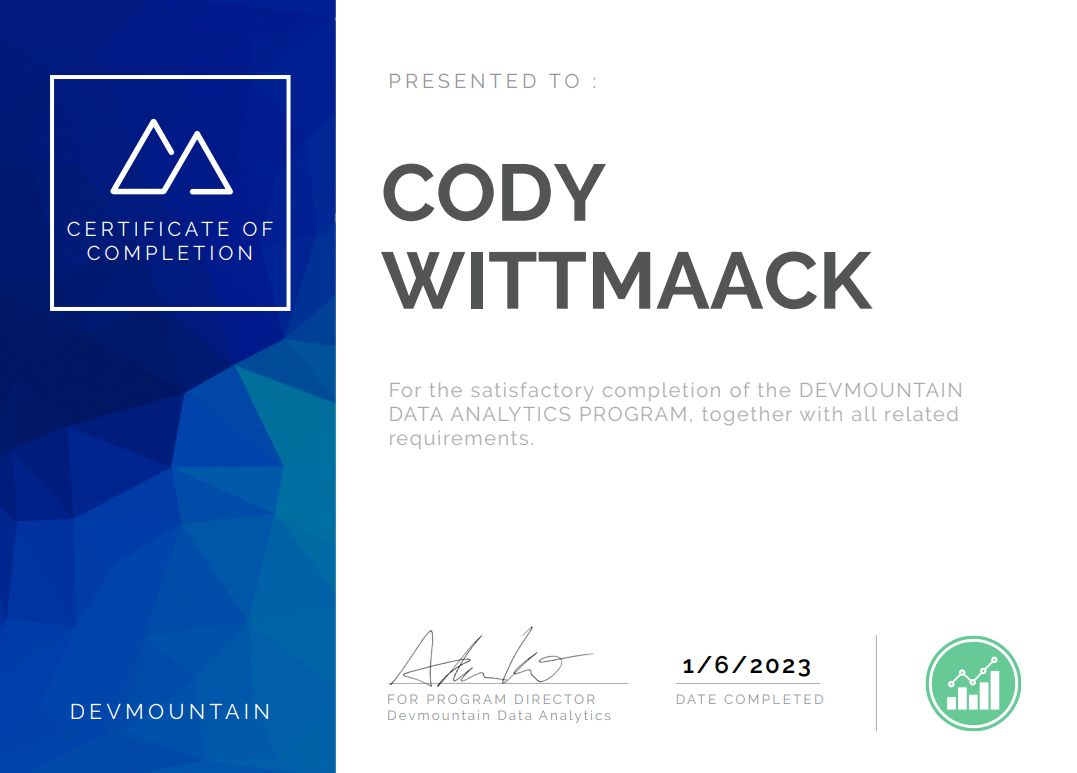 CERTIFICATE OF
COMPLETION
DEVMOUNTAIN
PRESENTED TO :
CODY
WITTMAACK
For the satisfactory completion of the DEVMOUNTAIN
DATA ANALYTICS PROGRAM, together with all related
requirements.
FOR PROGRAM DIRECTOR
Devmountain Data Analytics
1/6/2023
DATE COMPLETED